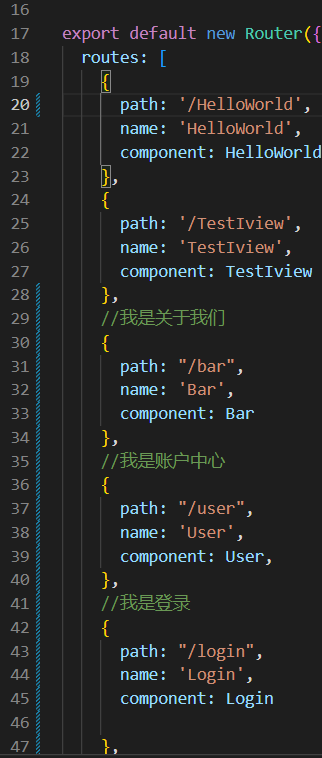 16
17 export default new Router({
18 routes: [
19 {
20 path: '/HelloWorld',
21 name: 'HelloWorld',
22 component: HelloWorld
23 },
24 {
25 path: '/TestIview',
26 name: 'TestIview',
27 component: TestIview
28 },
29 //我是关于我们
30 {
31 path: "/bar",
32 name: 'Bar',
33 component: Bar
34 },
35 //我是账户中心
36 {
37 path: "/user",
38 name: 'User',
39 component: User,
40 },
41 //我是登录
42 {
43 path: "/login",
44 name: 'Login',
45 component: Login
46
47 },